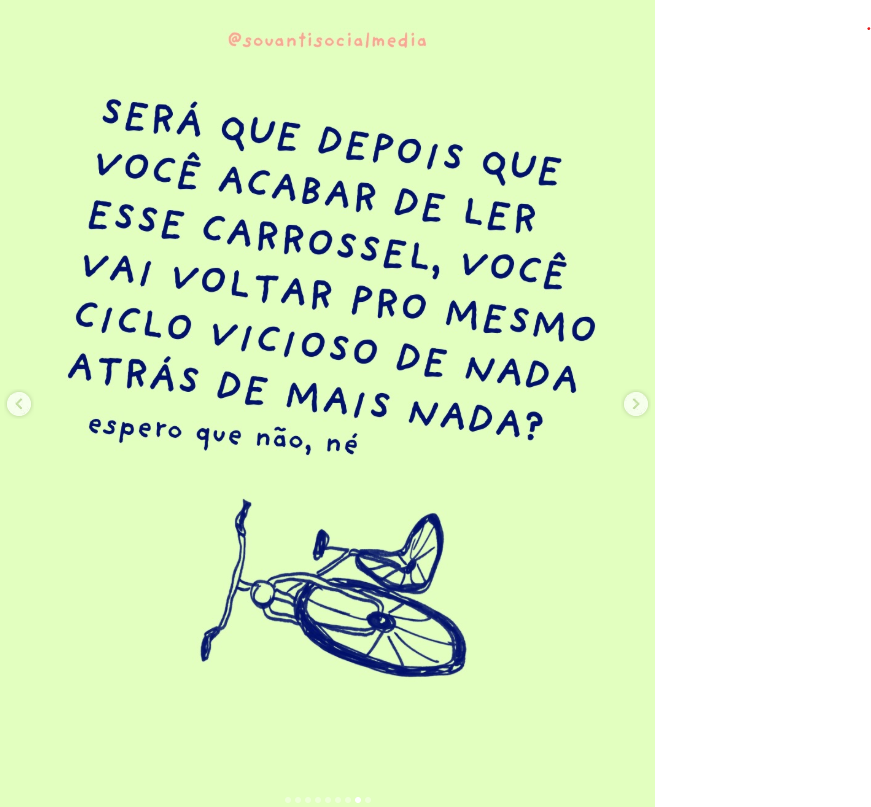 @souantisocialmedia
SERÁ QUE DEPOIS QUE
VOCÊ ACABAR DE LER
ESSE CARROSSEL, VOCÊ
VAI VOLTAR PRO MESMO
CICLO VICIOSO DE NADA
ATRÁS DE MAIS NADA?
espero que não, né